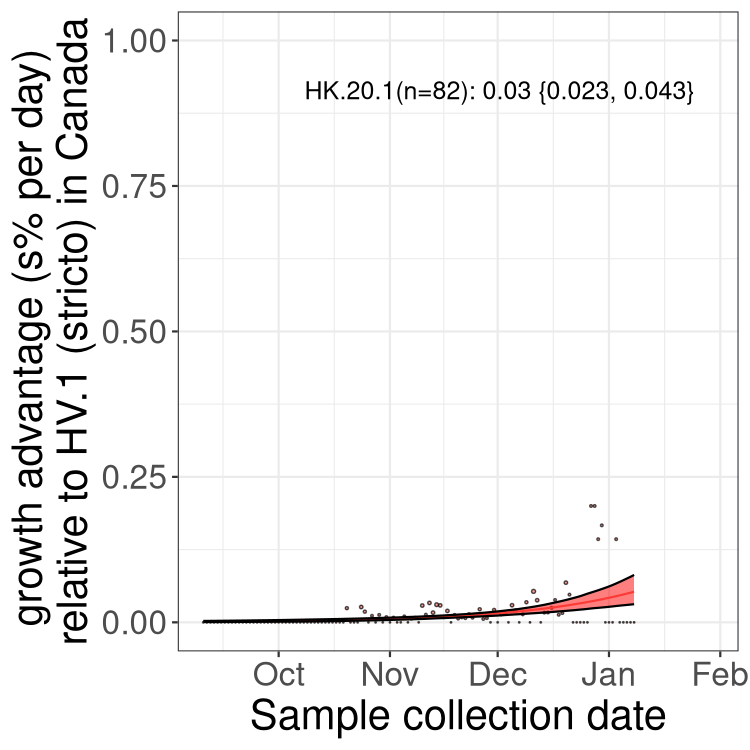 growth advantage (s% per day)
relative to HV.1 (stricto) in Canada
1.00
0.75
0.50
0.25
0.00
HK.20.1(n=82): 0.03 {0.023, 0.043}
Oct Nov Dec Jan Feb
Sample collection date